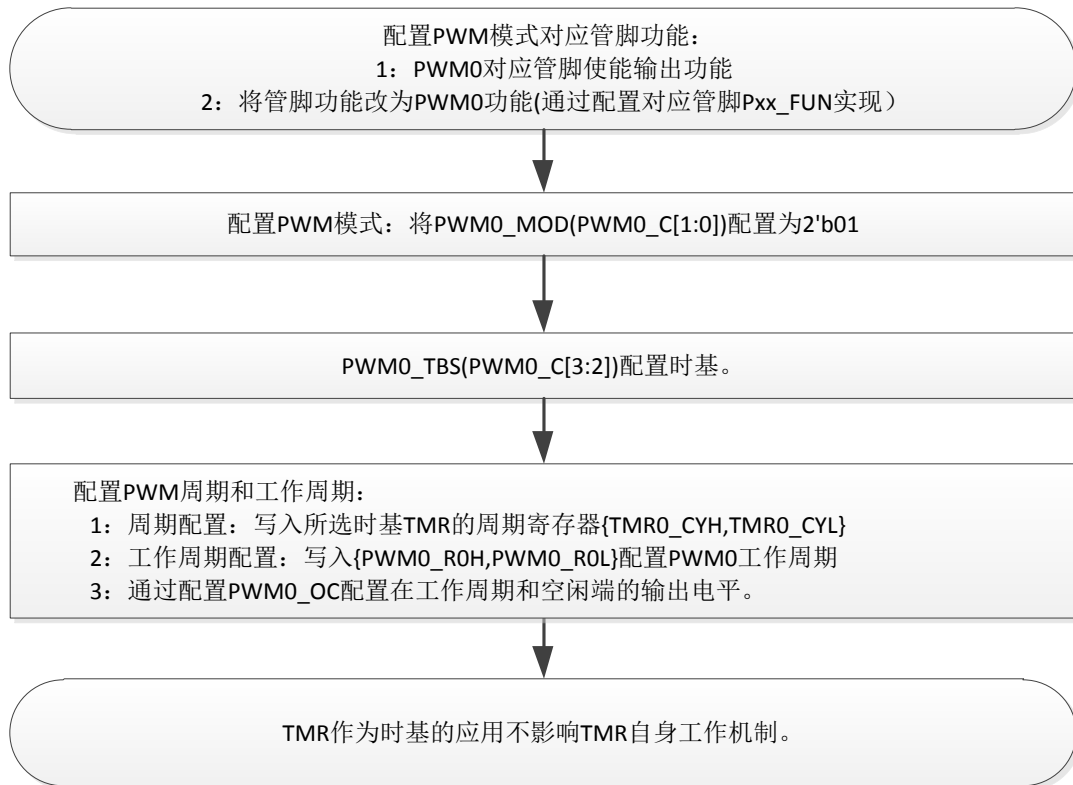 配置PWM模式对应管脚功能：
1：PWM0对应管脚使能输出功能
2：将管脚功能改为PWM0功能(通过配置对应管脚Pxx_FUN实现）
配置PWM模式：将PWM0_MOD(PWM0_C[1:0])配置为2'b01
PWM0_TBS(PWM0_C[3:2])配置时基。
配置PWM周期和工作周期：
1：周期配置：写入所选时基TMR的周期寄存器{TMR0_CYH,TMR0_CYL}
2：工作周期配置：写入{PWM0_R0H,PWM0_R0L}配置PWM0工作周期
3：通过配置PWM0_OC配置在工作周期和空闲端的输出电平。
TMR作为时基的应用不影响TMR自身工作机制。